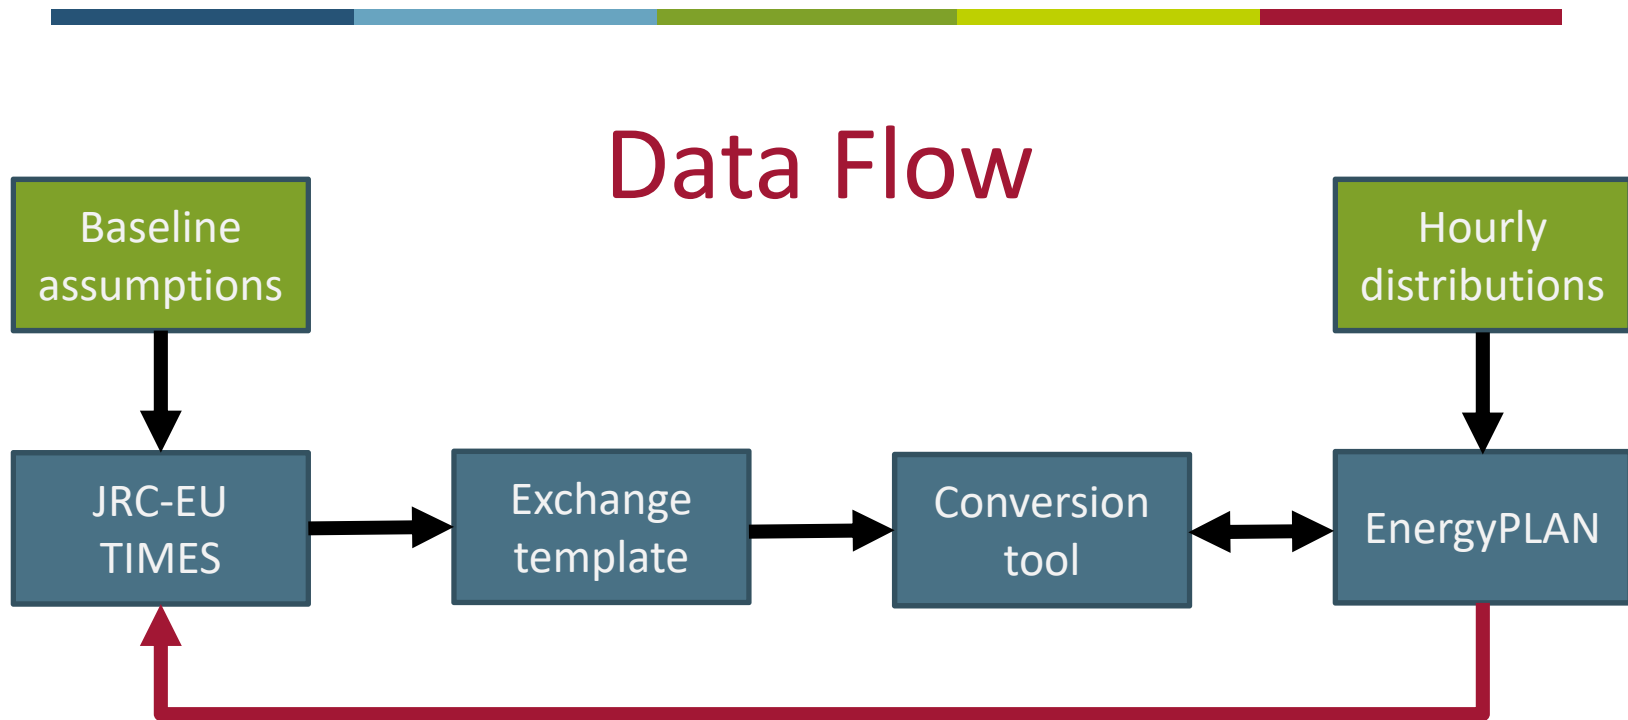 Data Flow
Baseline
assumptions
Hourly
distributions
JRC-EU
TIMES
Exchange
template
Conversion
tool
EnergyPLAN